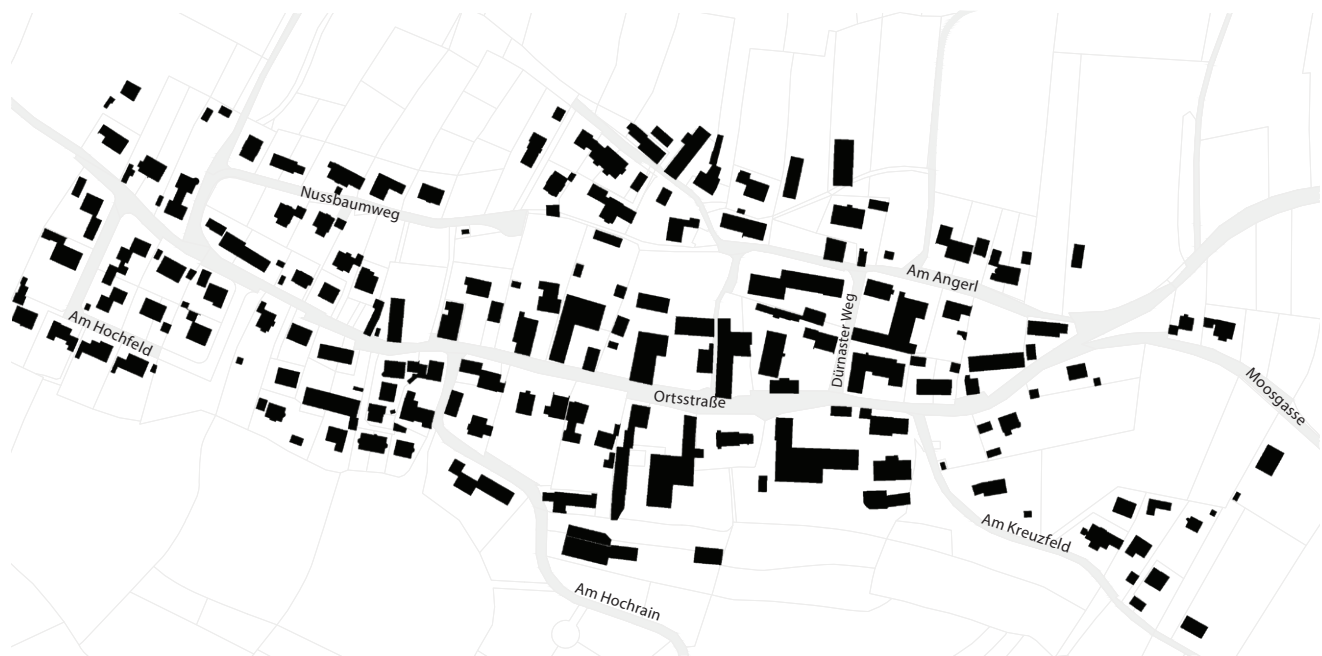 Nussbaumweg
Am Angerl
Am Hochfeld
Dürnaster Weg
Ortsstraße
Moosgasse
Am Kreuzfeld
Am Hochrain